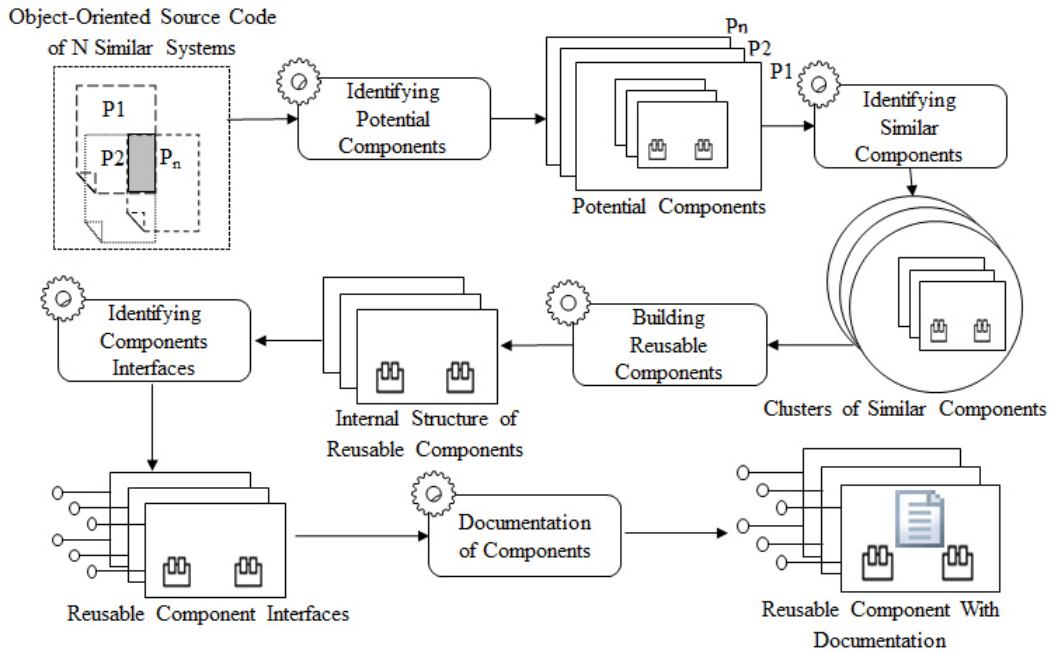 Object-Oriented Source Code
of N Similar Systems
P1
P2
Pn
Identifying
Potential
Components
Pn
P2
P1
Potential Components
Identifying
Similar
Components
Clusters of Similar Components
Building
Reusable
Components
Internal Structure of
Reusable Components
Identifying
Components
Interfaces
Reusable Component Interfaces
Documentation
of Components
Reusable Component With
Documentation